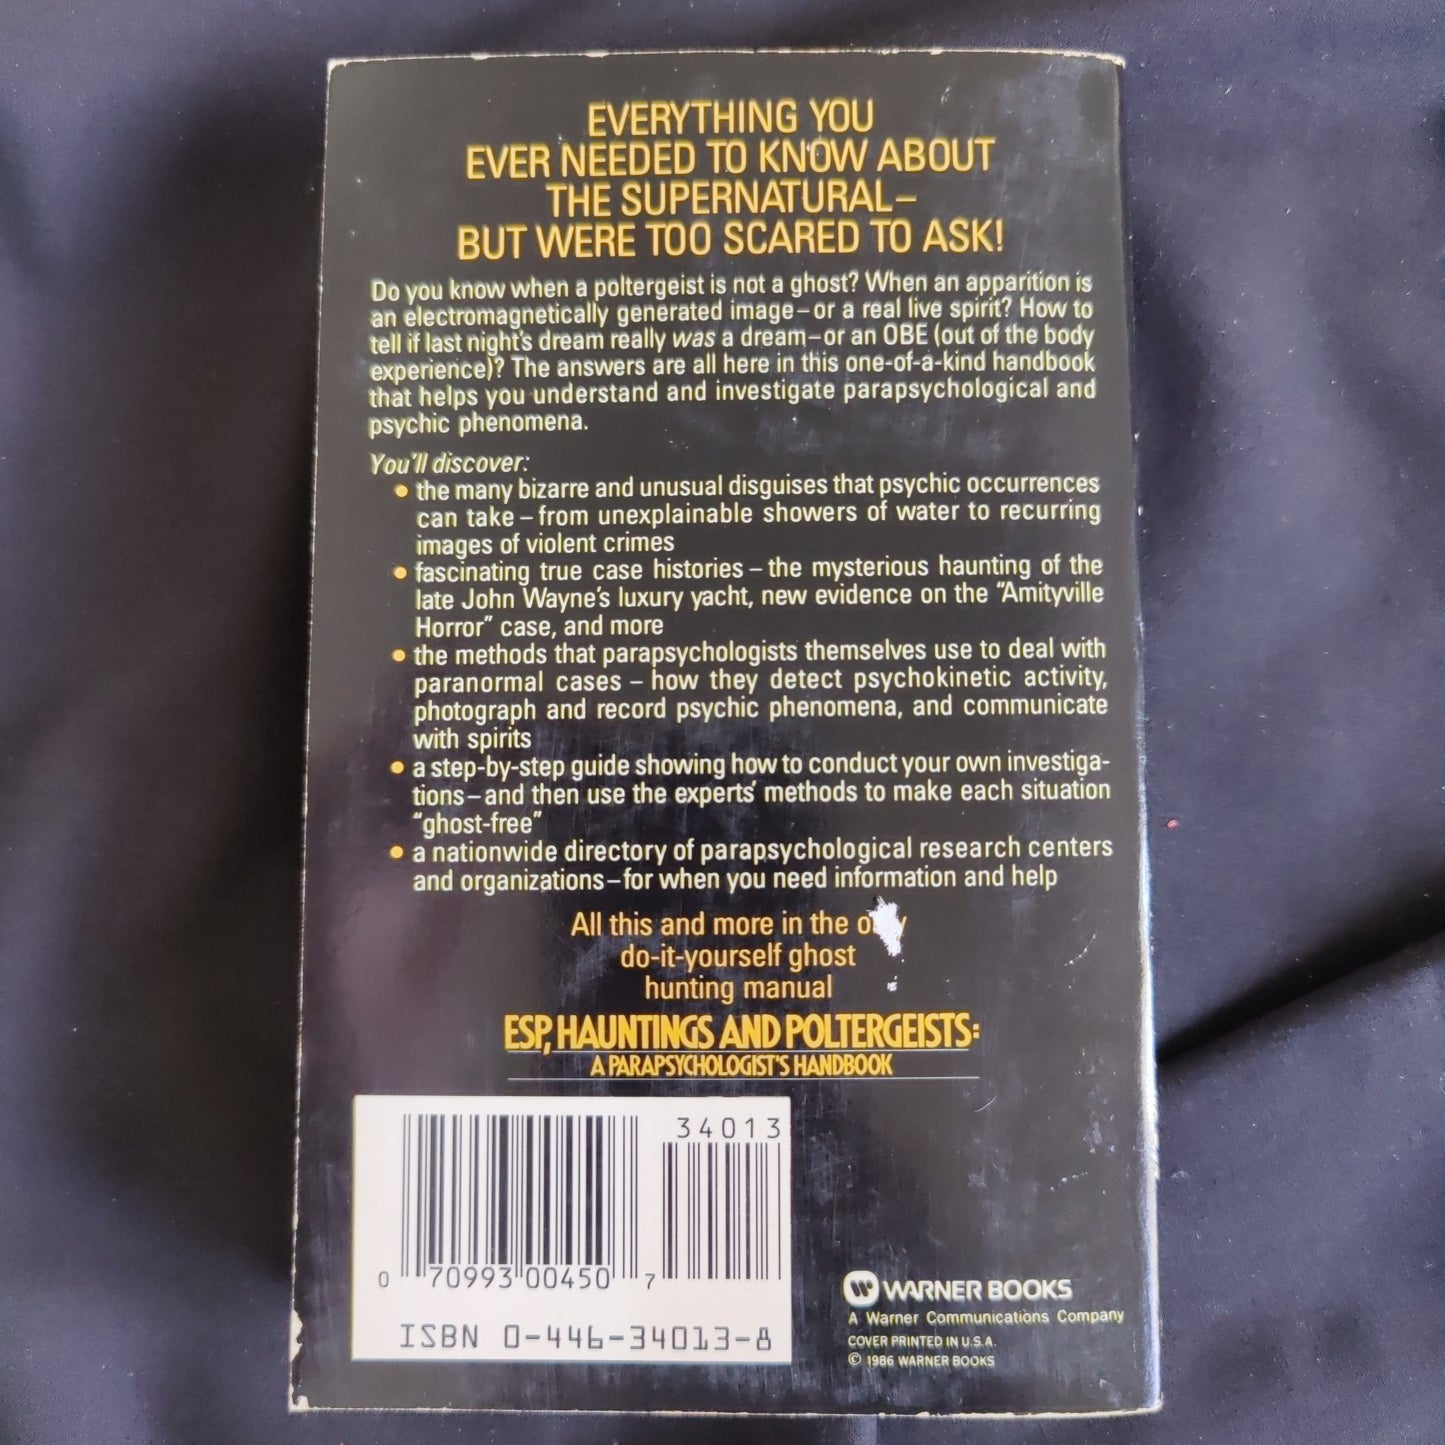 EVERYTHING YOU
EVER NEEDED TO KNOW ABOUT
THE SUPERNATURAL–
BUT WERE TOO SCARED TO ASK!
Do you know when a poltergeist is not a ghost? When an apparition is
an electromagnetically generated image–or a real live spirit? How to
tell if last night's dream really was a dream–or an OBE (out of the body
experience)? The answers are all here in this one-of-a-kind handbook
that helps you understand and investigate parapsychological and
psychic phenomena.
You'll discover:
• the many bizarre and unusual disguises that psychic occurrences
can take – from unexplainable showers of water to recurring
images of violent crimes
• fascinating true case histories – the mysterious haunting of the
late John Wayne's luxury yacht, new evidence on the "Amityville
Horror" case, and more
• the methods that parapsychologists themselves use to deal with
paranormal cases – how they detect psychokinetic activity,
photograph and record psychic phenomena, and communicate
with spirits
• a step-by-step guide showing how to conduct your own investiga-
tions–and then use the experts' methods to make each situation
"ghost-free"
• a nationwide directory of parapsychological research centers
and organizations–for when you need information and help
All this and more in the
do-it-yourself ghost
hunting manual
ESP, HAUNTINGS AND POLTERGEISTS:
A PARAPSYCHOLOGIST'S HANDBOOK
34013
0 70993 00450 7
ISBN 0-446-34013-8
WARNER BOOKS
A Warner Communications Company
COVER PRINTED IN U.S.A.
© 1986 WARNER BOOKS